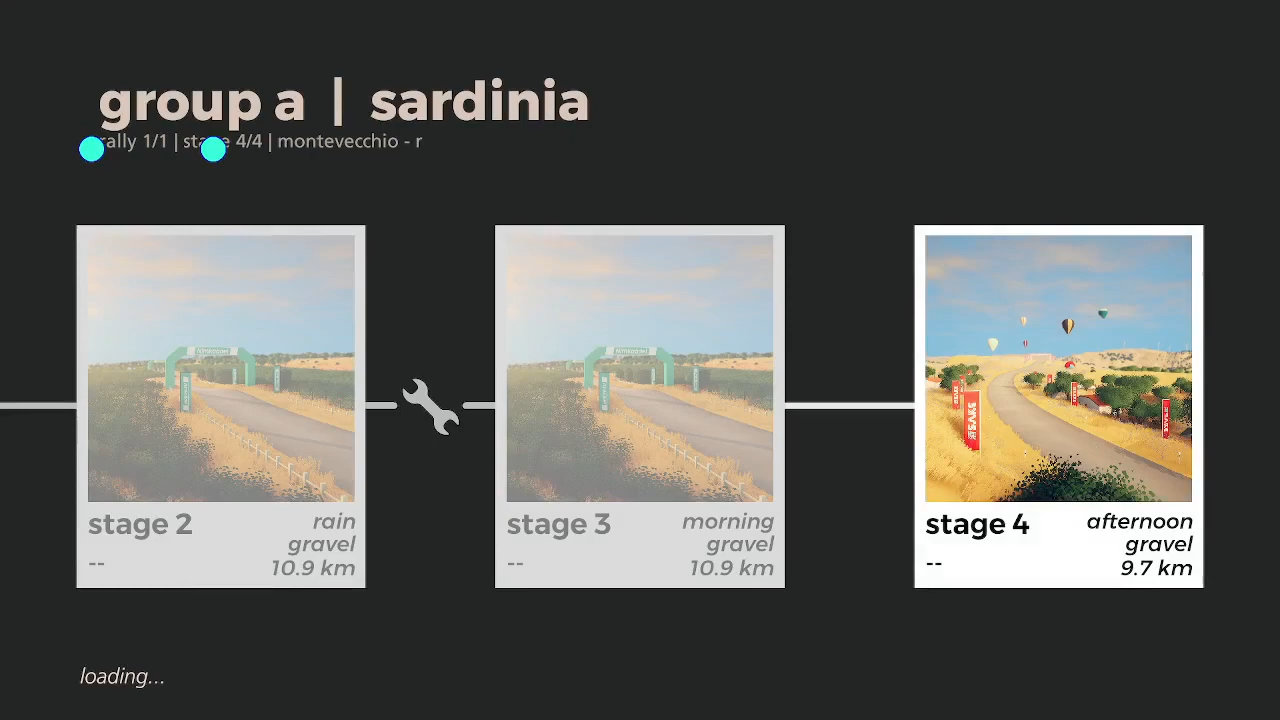 group a | sardinia
rally 1/1 | stage 4/4 | montevecchio - r
stage 2
rain
gravel
--
10.9 km
stage 3
morning
gravel
--
10.9 km
stage 4
afternoon
gravel
--
9.7 km
loading...